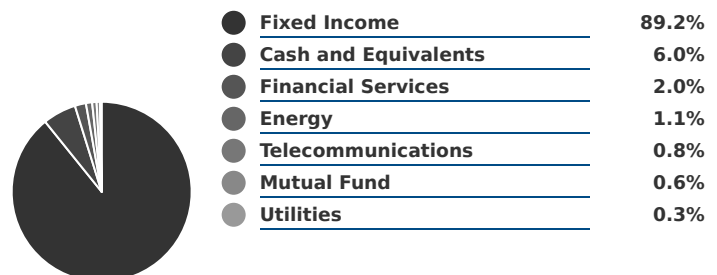 Fixed Income 89.2%
Cash and Equivalents 6.0%
Financial Services 2.0%
Energy 1.1%
Telecommunications 0.8%
Mutual Fund 0.6%
Utilities 0.3%